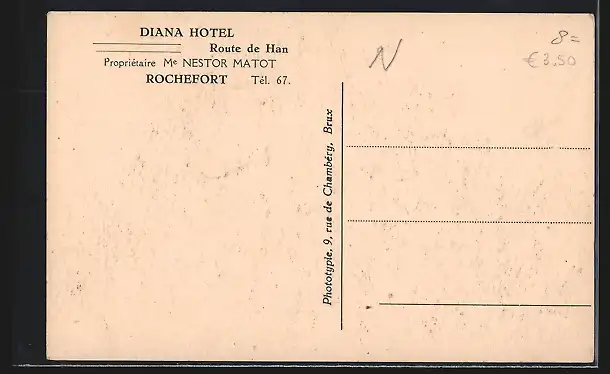 DIANA HOTEL
Route de Han
Propriétaire Me NESTOR MATOT
ROCHEFORT Tél. 67.
Phototypie, 9, rue de Chambéry, Brux
N
8=
€3,50